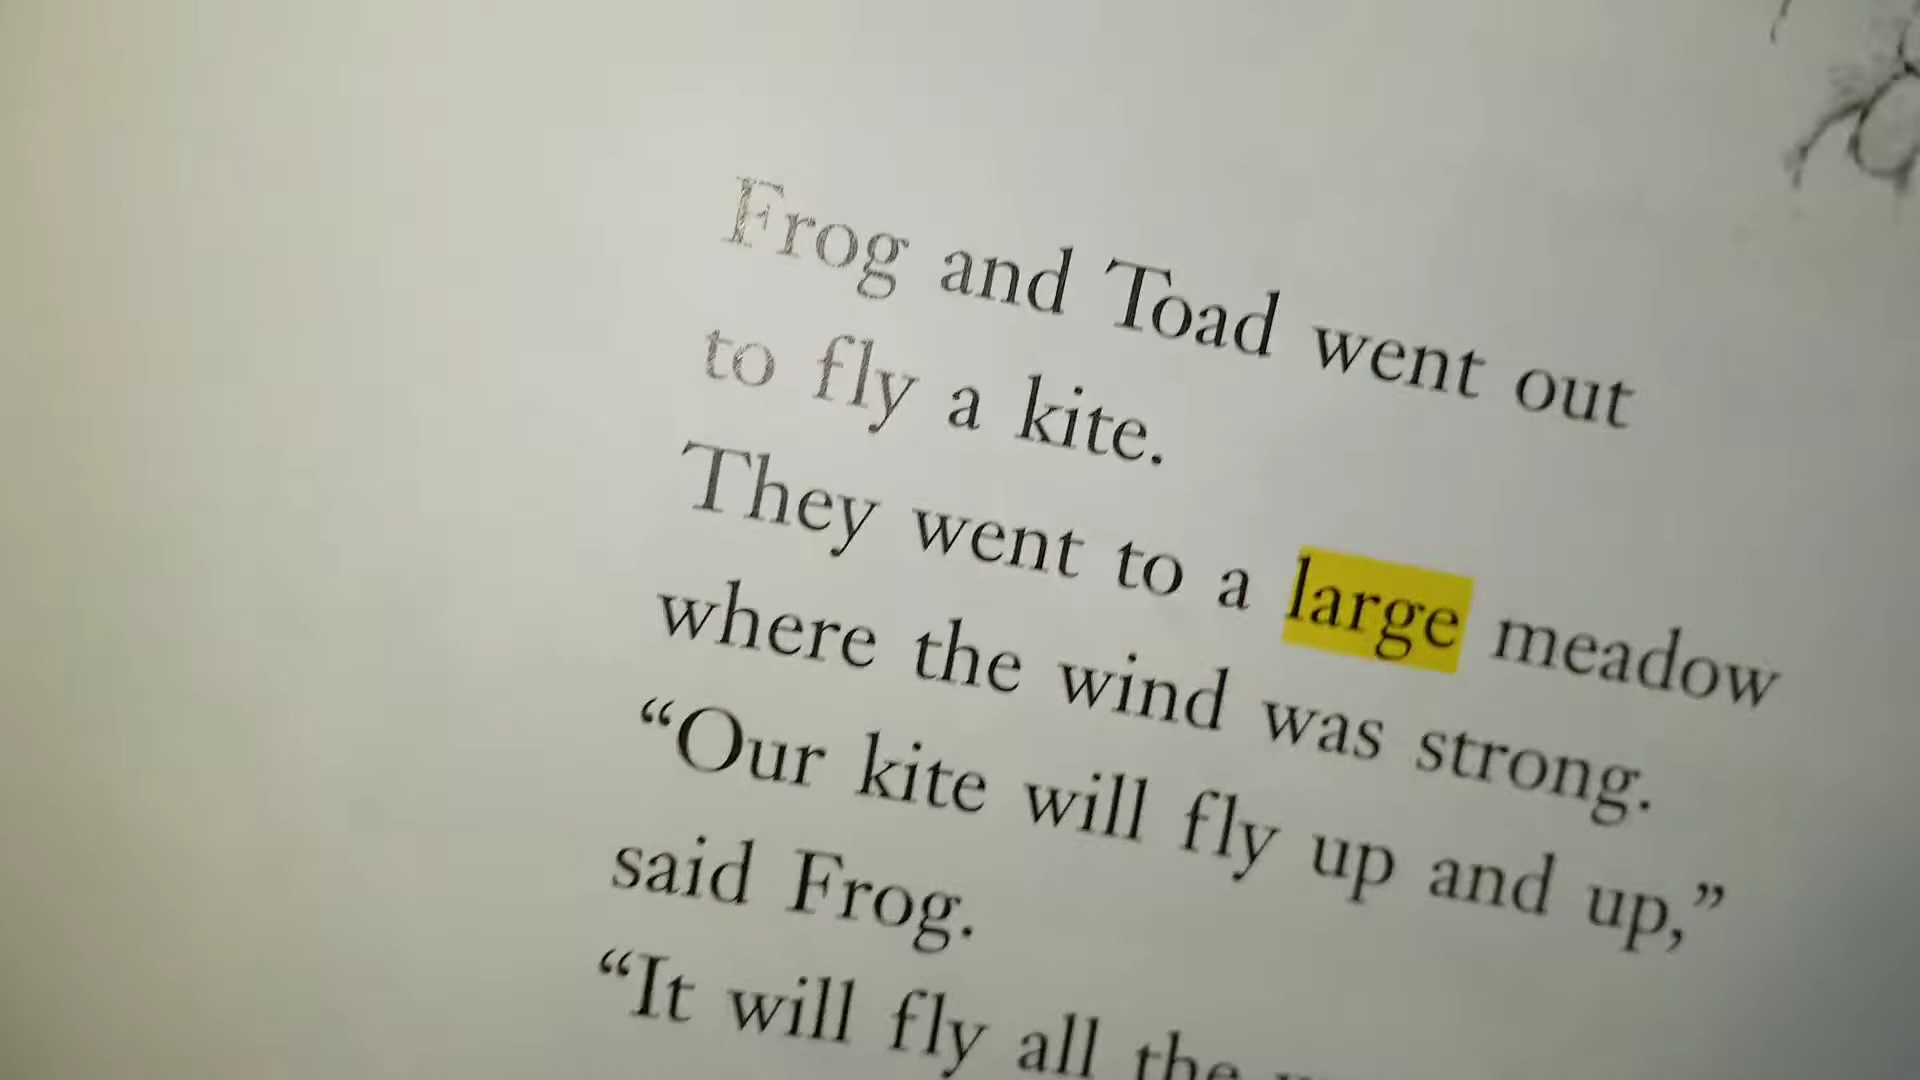 Frog and Toad went out
to fly a kite.
They went to a large meadow
where the wind was strong.
“Our kite will fly up and up,”
said Frog.
“It will fly all the